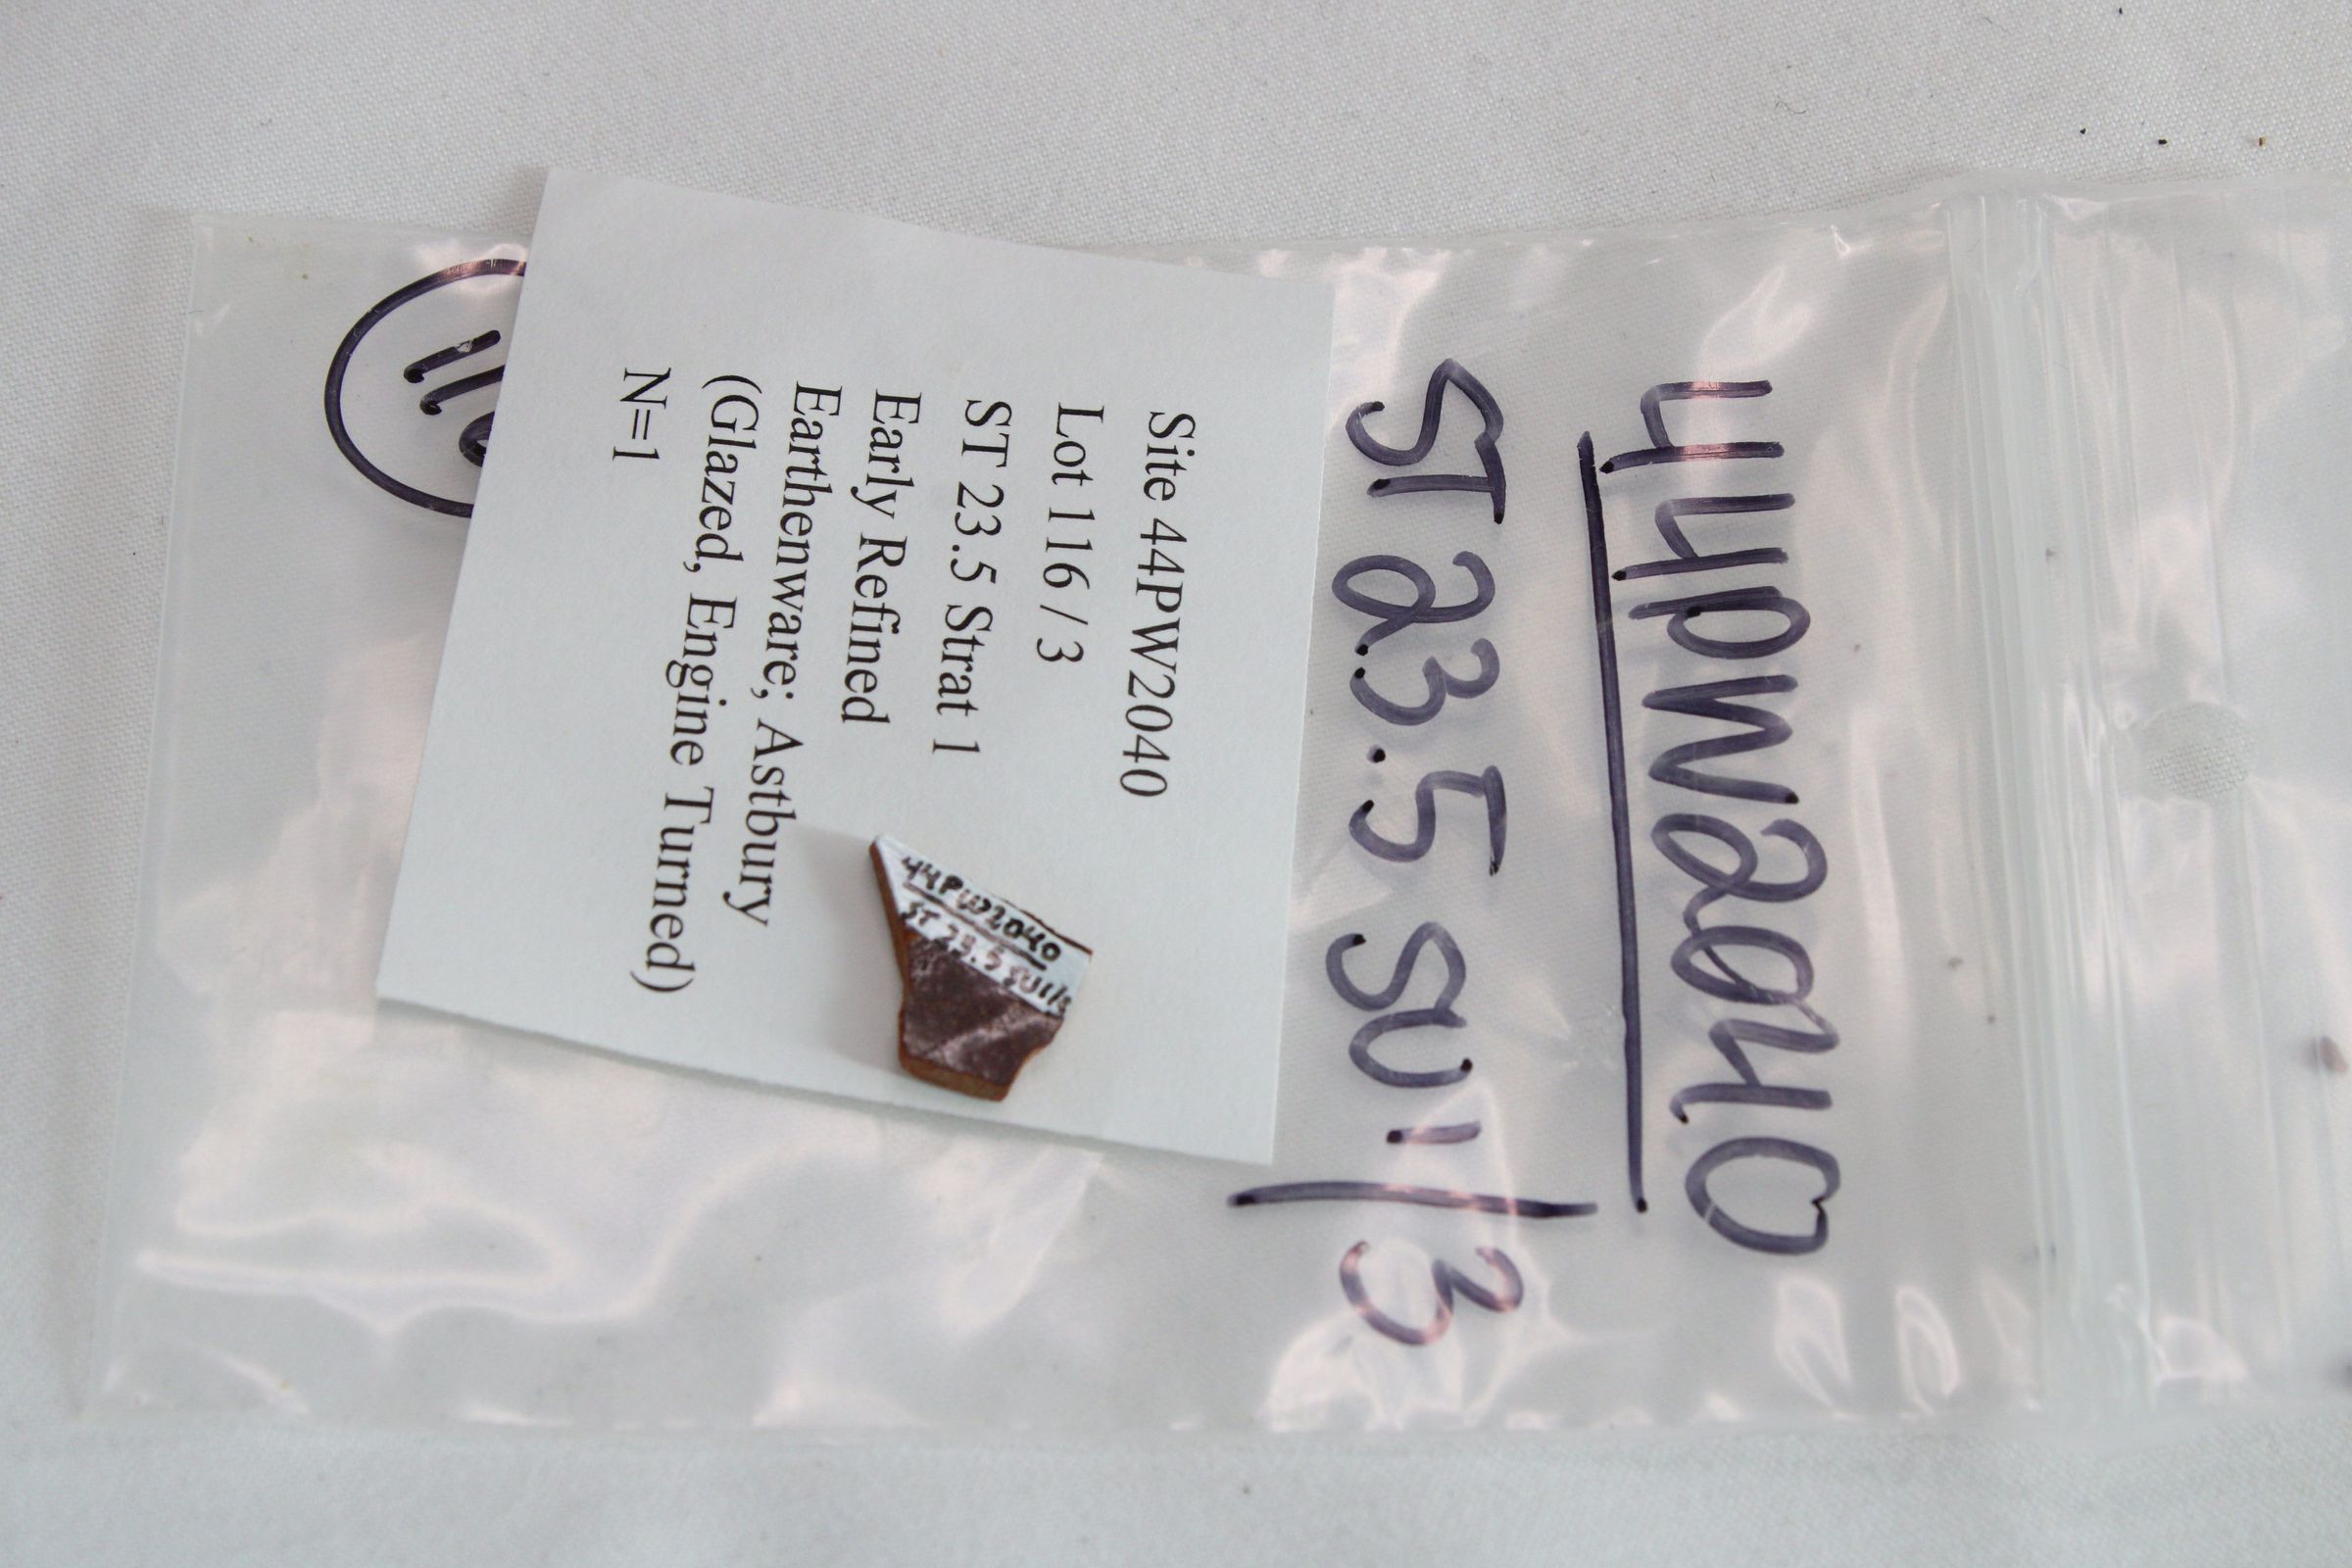 44PW2040
ST 23.5 SU1/3
Site 44PW2040
Lot 116 / 3
ST 23.5 Strat 1
Early Refined
Earthenware; Astbury
(Glazed, Engine Turned)
N=1
44PW2040
ST 23.5 SU1/3
116